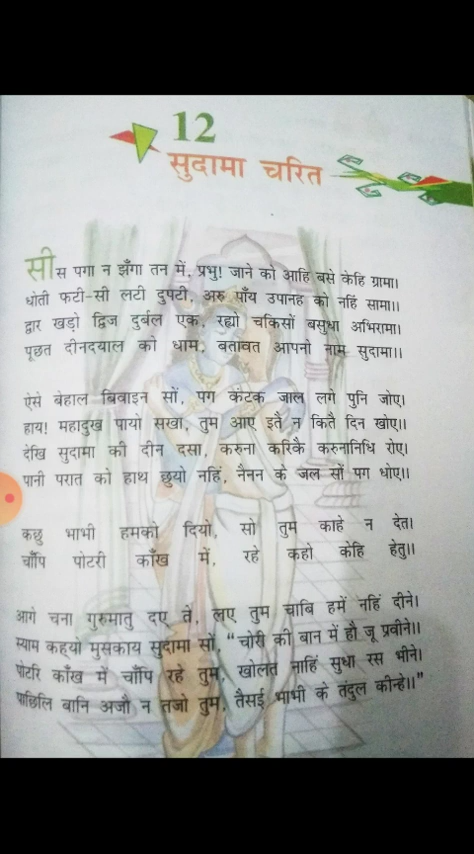 12
सुदामा चरित
सीस पगा न झँगा तन में, प्रभु! जाने को आहि बसे केहि ग्रामा।
धोती फटी-सी लटी दुपटी, अरु पाँय उपानह को नहिं सामा॥
द्वार खड़ो द्विज दुर्बल एक, रह्यो चकिसों बसुधा अभिरामा।
पूछत दीनदयाल को धाम, बतावत आपनो नाम सुदामा॥
ऐसे बेहाल बिवाइन सों, पग कंटक जाल लगे पुनि जोए।
हाय! महादुख पायो सखा, तुम आए इतै न कितै दिन खोए॥
देखि सुदामा की दीन दसा, करुना करिकै करुनानिधि रोए।
पानी परात को हाथ छुयो नहिं, नैनन के जल सों पग धोए॥
कछु भाभी हमको दियो, सो तुम काहे न देत।
चाँपि पोटरी काँख में, रहे कहो केहि हेतु॥
आगे चना गुरुमातु दए ते, लए तुम चाबि हमें नहिं दीने।
स्याम कह्यो मुसकाय सुदामा सों, "चोरी की बान में हौ जू प्रवीने॥
पोटरि काँख में चाँपि रहे तुम, खोलत नाहिं सुधा रस भीने।
पाछिलि बानि अजौ न तजो तुम, तैसई भाभी के तंदुल कीन्हे॥"